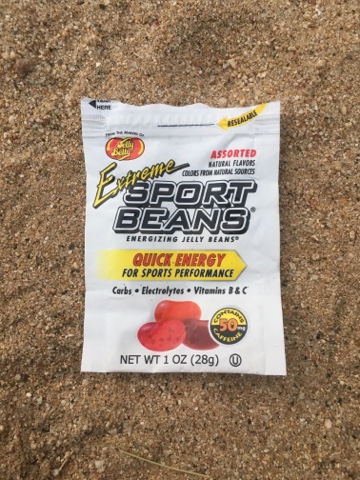 HERE
RESEALABLE
FROM THE MAKERS OF
Jelly Belly
ASSORTED
NATURAL FLAVORS
COLORS FROM NATURAL SOURCES
Extreme
SPORT
BEANS®
ENERGIZING JELLY BEANS®
QUICK ENERGY
FOR SPORTS PERFORMANCE
Carbs • Electrolytes • Vitamins B & C
CONTAINS
50mg
CAFFEINE
NET WT 1 OZ (28g) U